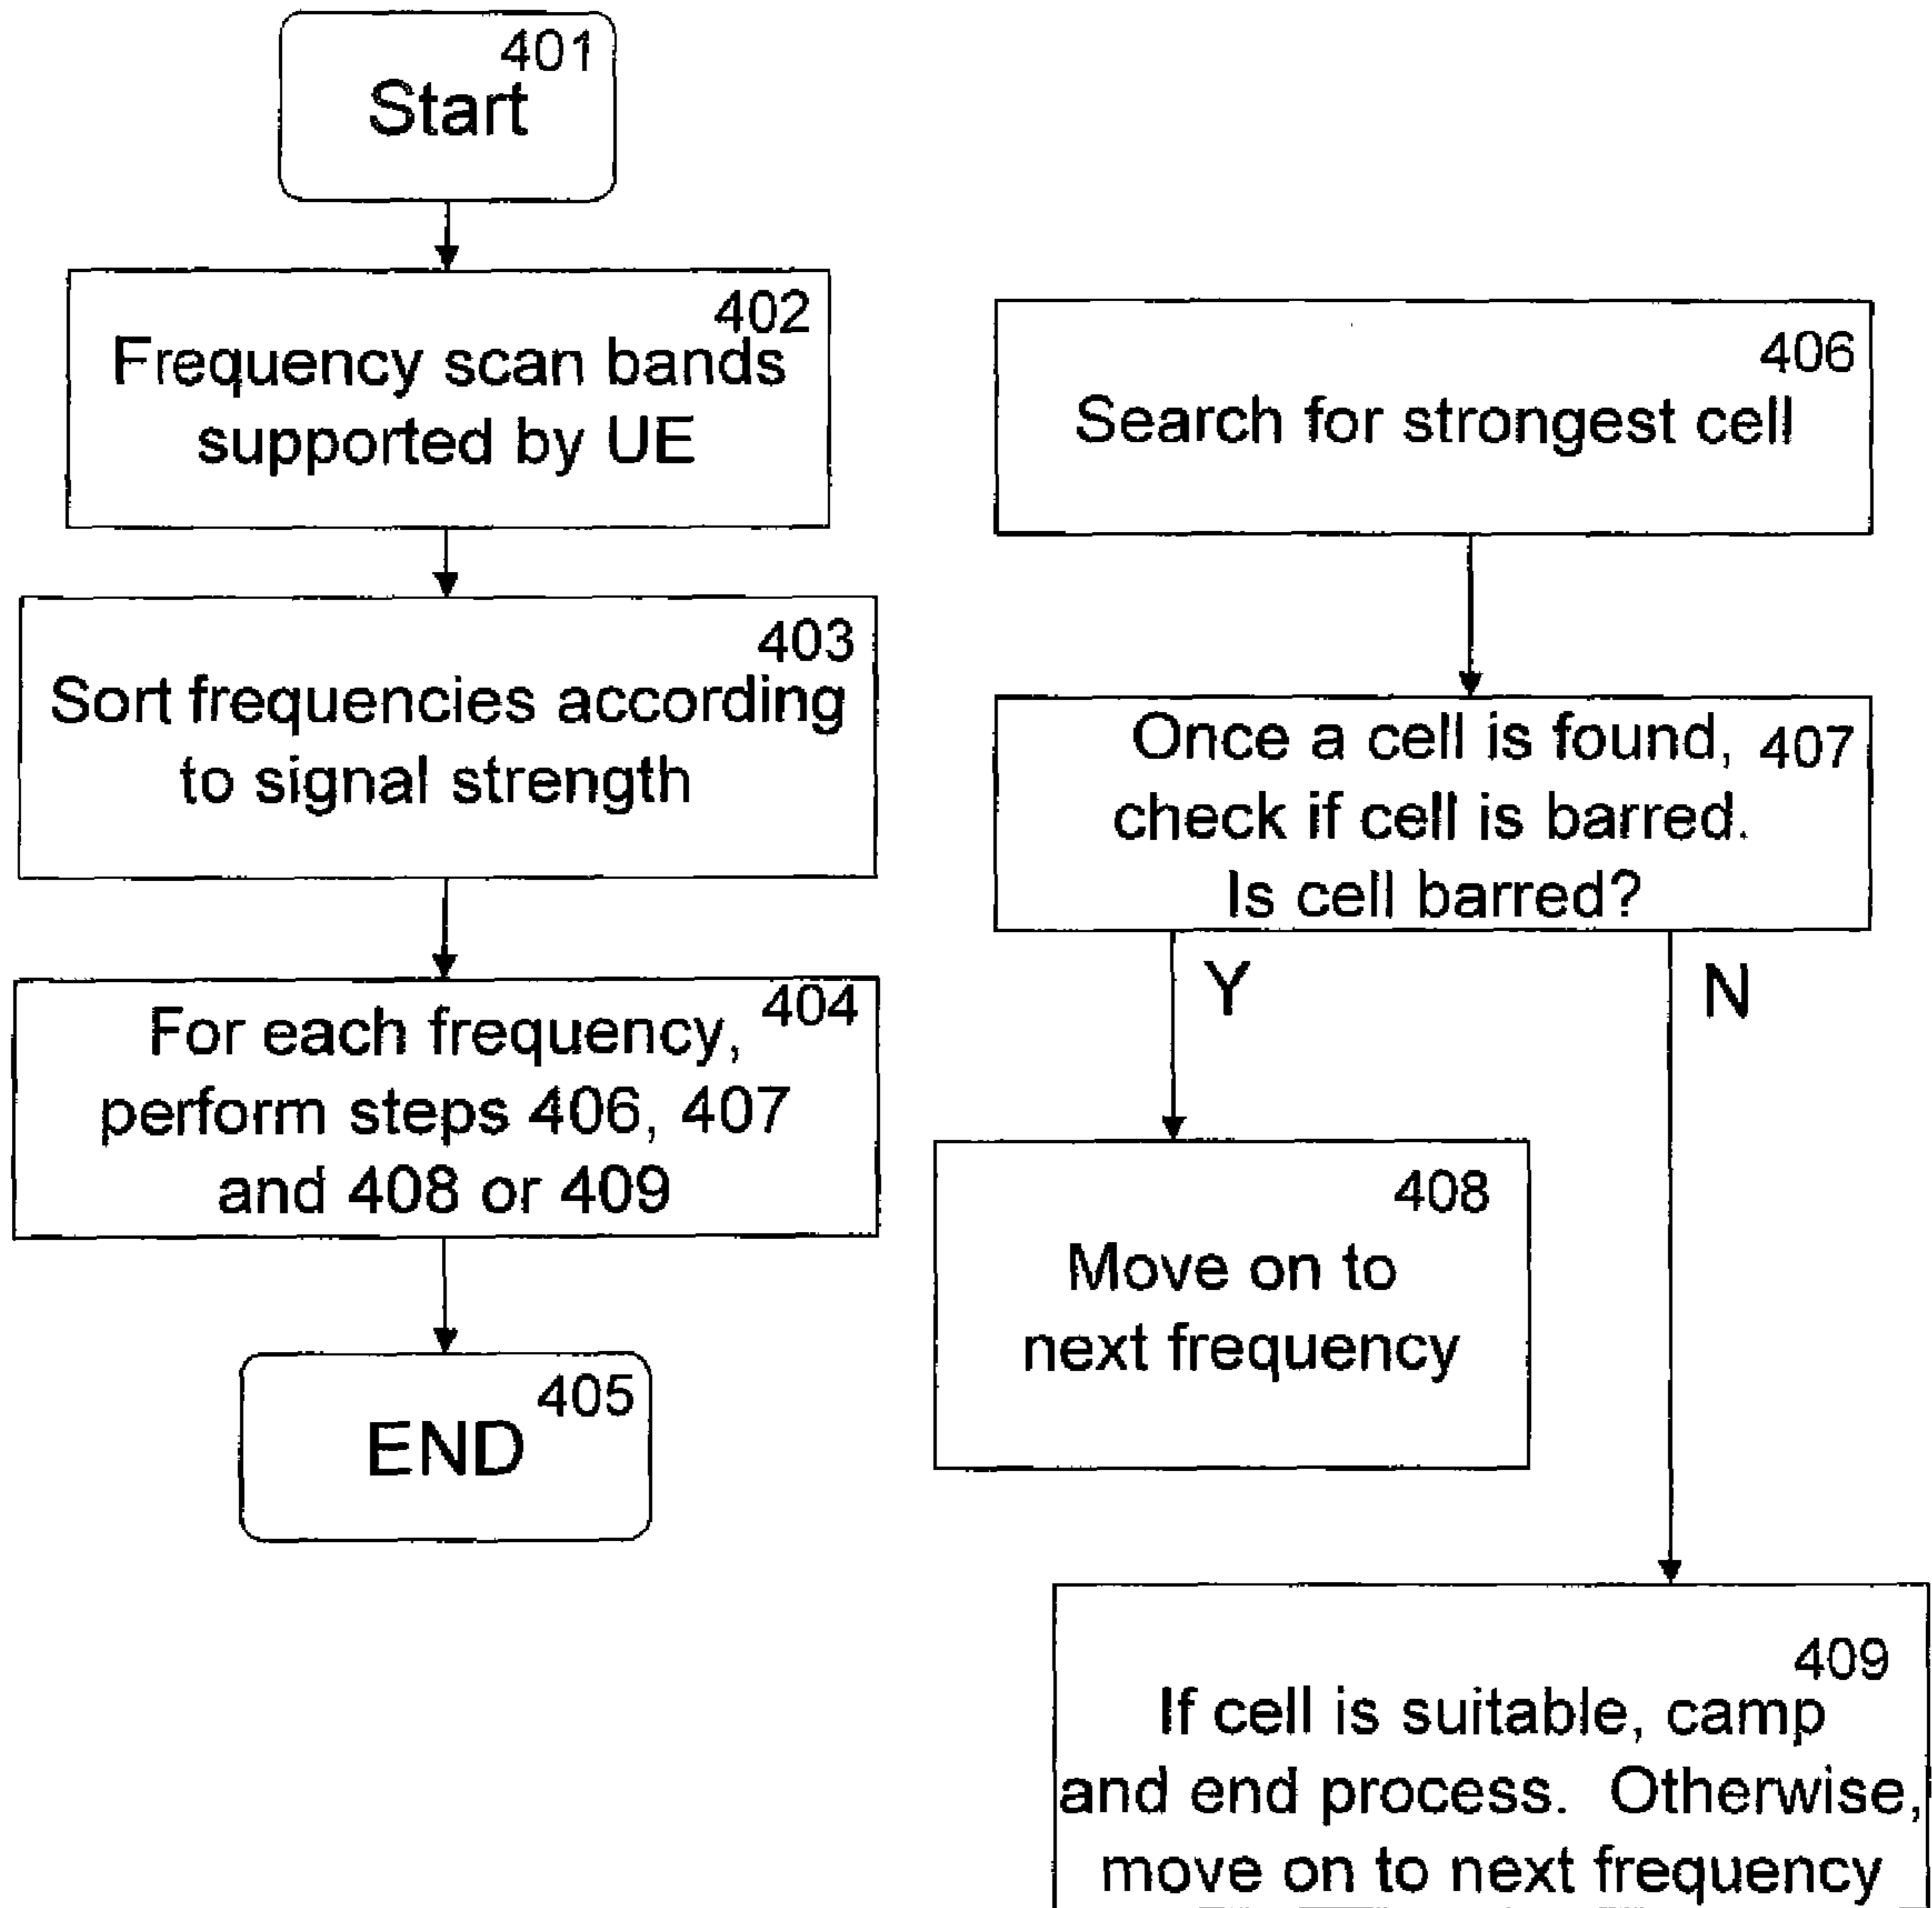 401
Start
402
Frequency scan bands
supported by UE
403
Sort frequencies according
to signal strength
404
For each frequency,
perform steps 406, 407
and 408 or 409
405
END
406
Search for strongest cell
407
Once a cell is found,
check if cell is barred.
Is cell barred?
Y
N
408
Move on to
next frequency
409
If cell is suitable, camp
and end process. Otherwise,
move on to next frequency